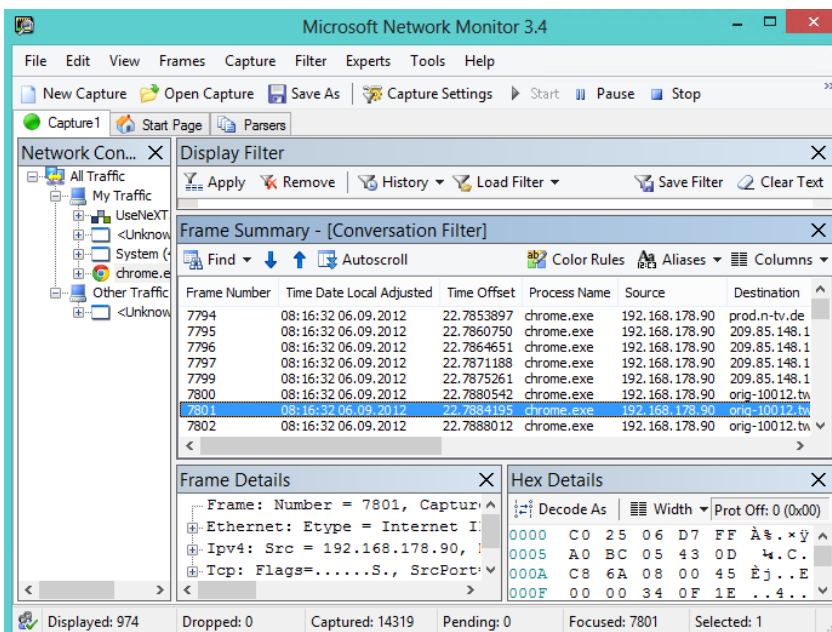 Microsoft Network Monitor 3.4
File Edit View Frames Capture Filter Experts Tools Help
New Capture Open Capture Save As Capture Settings Start Pause Stop
Capture1 Start Page Parsers
Network Con...
All Traffic
My Traffic
UseNeXT
<Unknow
System (
chrome.e
Other Traffic
<Unknow
Display Filter
Apply Remove History Load Filter Save Filter Clear Text
Frame Summary - [Conversation Filter]
Find Autoscroll Color Rules Aliases Columns
Frame Number Time Date Local Adjusted Time Offset Process Name Source Destination
7794 08:16:32 06.09.2012 22.7853897 chrome.exe 192.168.178.90 prod.n-tv.de
7795 08:16:32 06.09.2012 22.7860750 chrome.exe 192.168.178.90 209.85.148.1
7796 08:16:32 06.09.2012 22.7864651 chrome.exe 192.168.178.90 209.85.148.1
7797 08:16:32 06.09.2012 22.7871188 chrome.exe 192.168.178.90 209.85.148.1
7799 08:16:32 06.09.2012 22.7875261 chrome.exe 192.168.178.90 209.85.148.1
7800 08:16:32 06.09.2012 22.7880542 chrome.exe 192.168.178.90 orig-10012.tw
7801 08:16:32 06.09.2012 22.7884195 chrome.exe 192.168.178.90 orig-10012.tw
7802 08:16:32 06.09.2012 22.7888012 chrome.exe 192.168.178.90 orig-10012.tw
Frame Details
Frame: Number = 7801, Captur
Ethernet: Etype = Internet I
Ipv4: Src = 192.168.178.90,
Tcp: Flags=......S., SrcPort
Hex Details
Decode As Width Prot Off: 0 (0x00)
0000 C0 25 06 D7 FF À%.×ÿ
0005 A0 BC 05 43 0D ¼.C.
000A C8 6A 08 00 45 Èj..E
000F 00 00 34 0F 1E ..4..
Displayed: 974 Dropped: 0 Captured: 14319 Pending: 0 Focused: 7801 Selected: 1